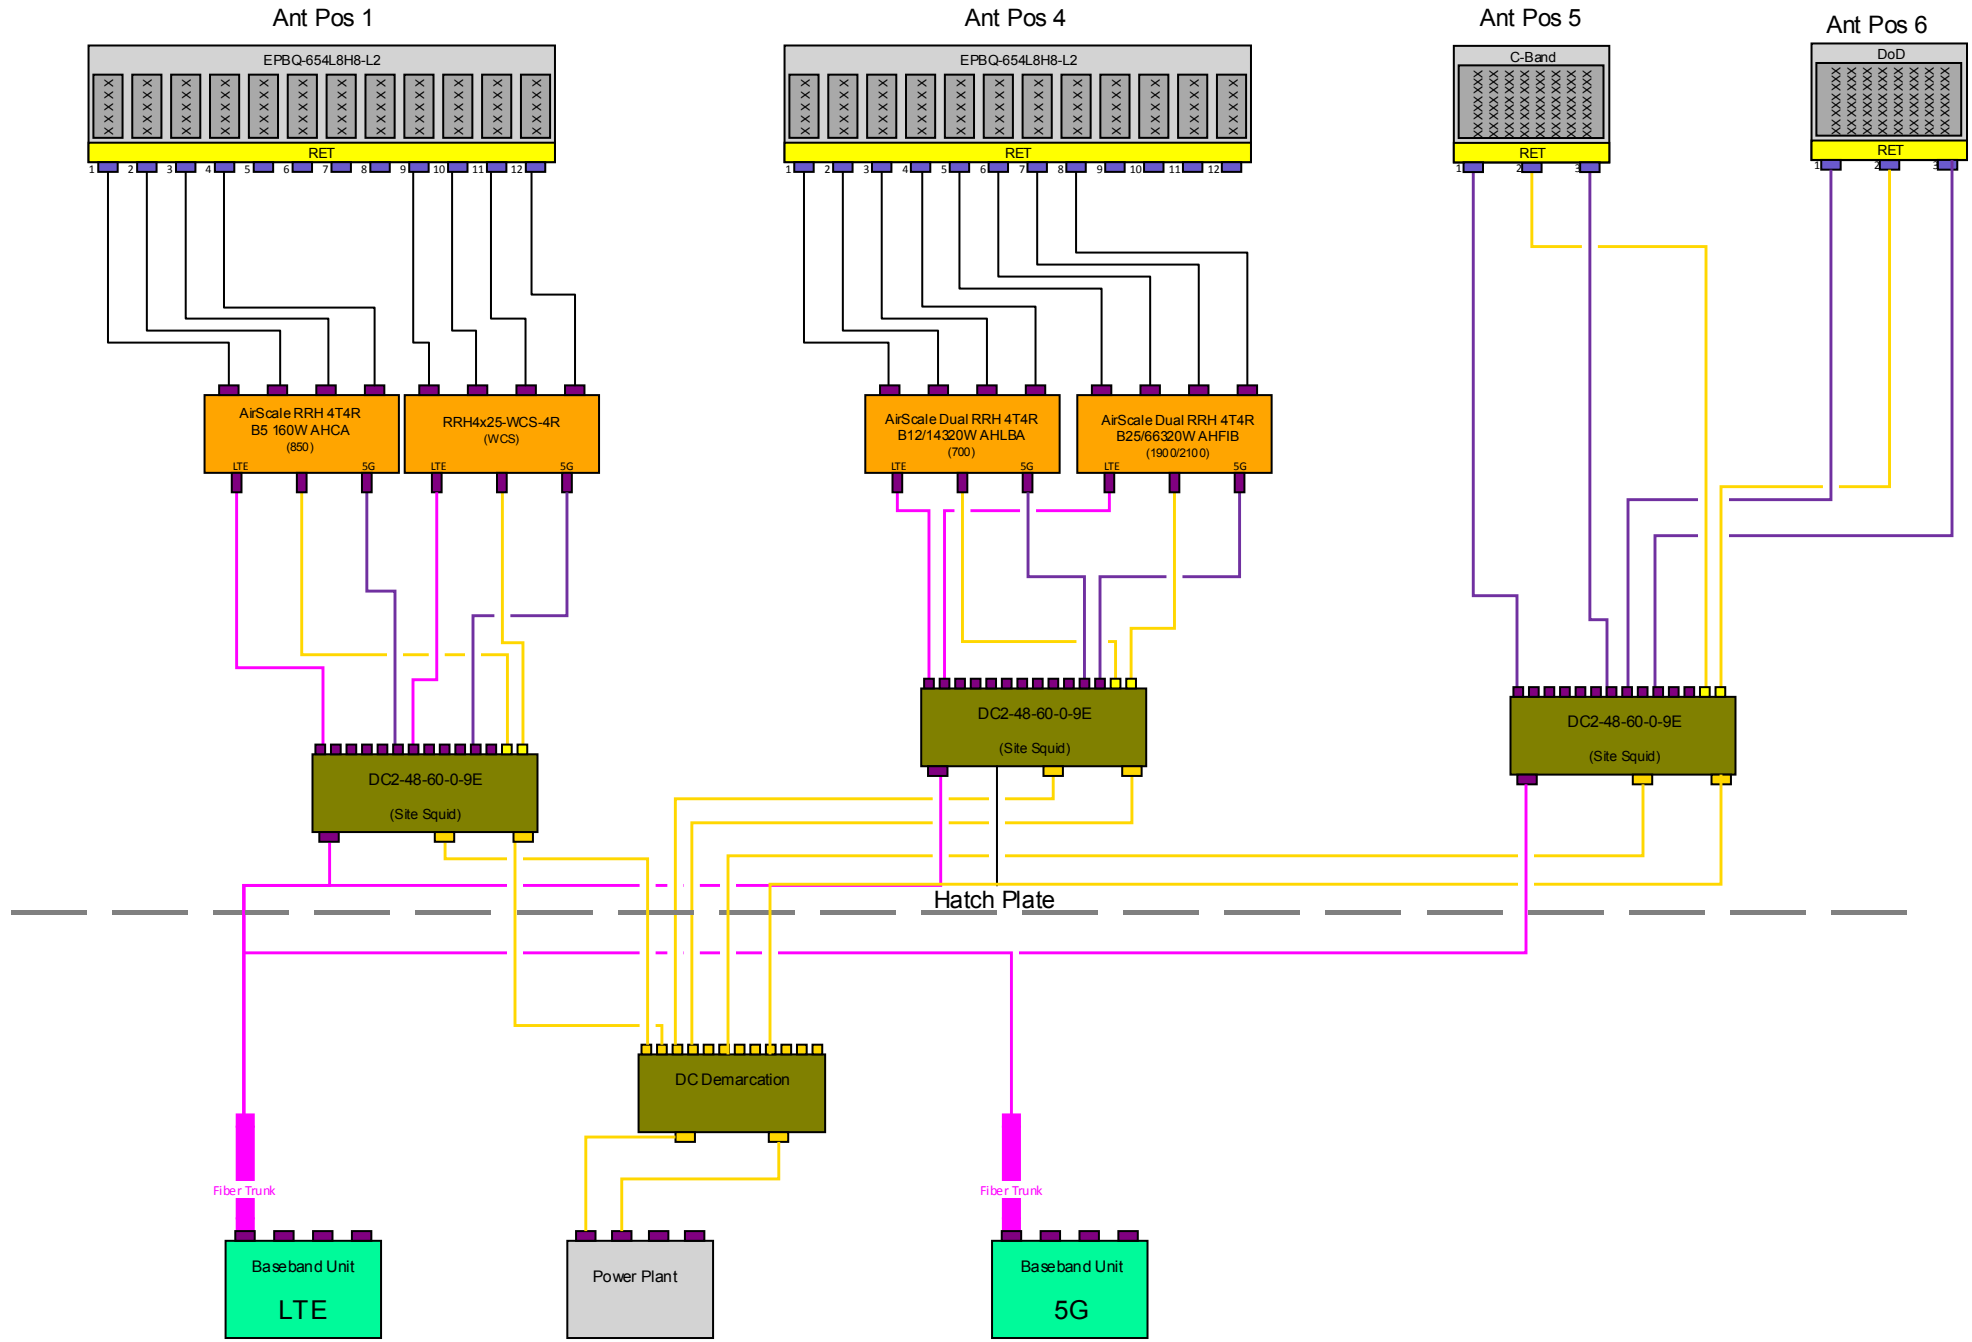 Ant Pos 1
Ant Pos 4
Ant Pos 5
Ant Pos 6
EPBQ-654L8H8-L2
EPBQ-654L8H8-L2
C-Band
DoD
X X X X X X X X X X X X
X X X X X X X X X X X X
X X X X X X X X X X X X
X X X X X X X X X X X X
X X X X X X X X X X X X
RET
RET
RET
RET
1 2 3 4 5 6 7 8 9 10 11 12
1 2 3 4 5 6 7 8 9 10 11 12
1 2 3
1 2 3
AirScale RRH 4T4R
B5 160W AHCA
(850)
LTE 5G
RRH4x25-WCS-4R
(WCS)
LTE 5G
AirScale Dual RRH 4T4R
B12/14320W AHLBA
(700)
LTE 5G
AirScale Dual RRH 4T4R
B25/66320W AHFIB
(1900/2100)
LTE 5G
DC2-48-60-0-9E
(Site Squid)
DC2-48-60-0-9E
(Site Squid)
DC2-48-60-0-9E
(Site Squid)
Hatch Plate
DC Demarcation
Fiber Trunk
Fiber Trunk
Baseband Unit
LTE
Power Plant
Baseband Unit
5G